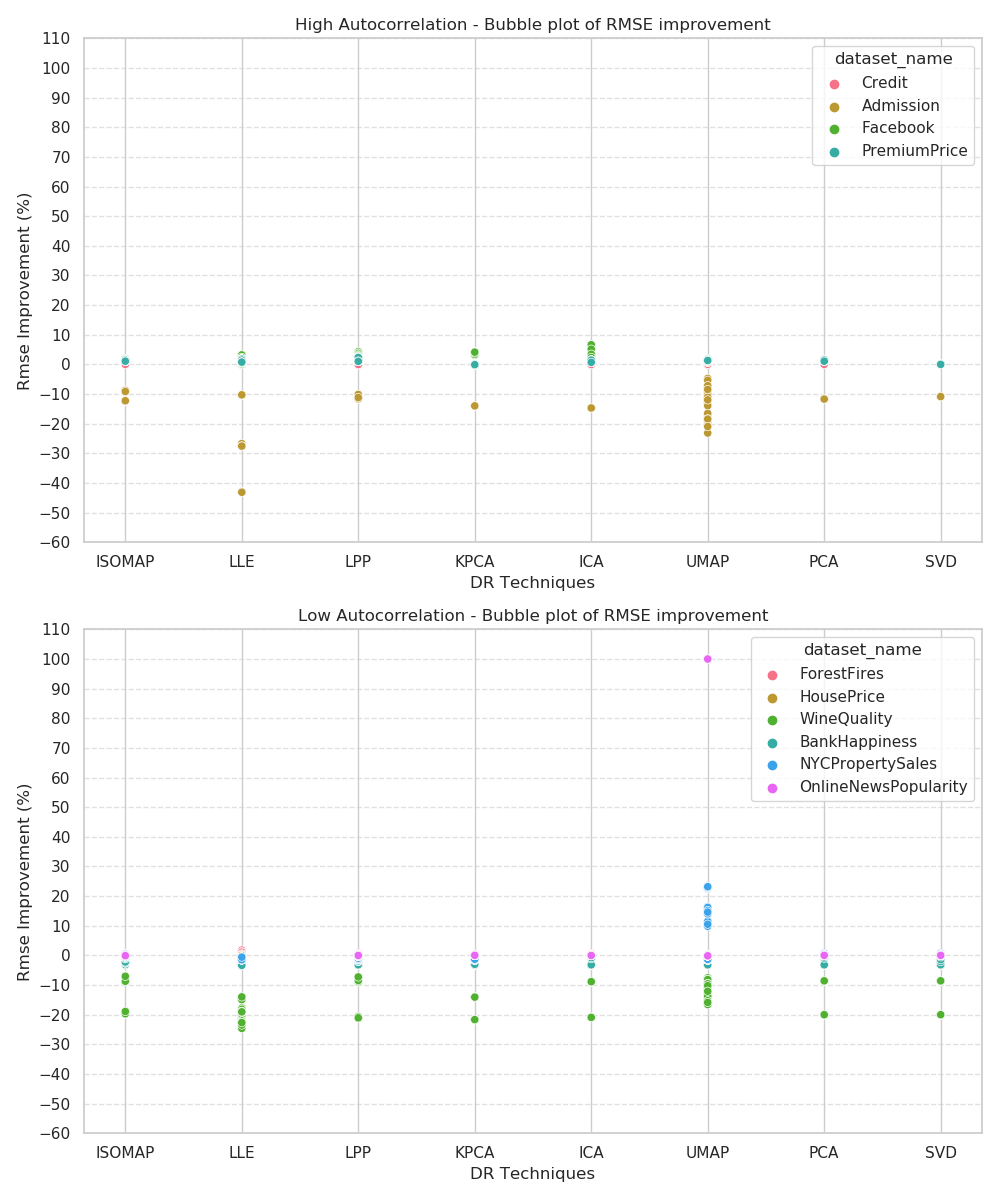 High Autocorrelation - Bubble plot of RMSE improvement
110
100
90
80
70
60
50
40
30
20
10
0
−10
−20
−30
−40
−50
−60
Rmse Improvement (%)
dataset_name
Credit
Admission
Facebook
PremiumPrice
ISOMAP LLE LPP KPCA ICA UMAP PCA SVD
DR Techniques
Low Autocorrelation - Bubble plot of RMSE improvement
110
100
90
80
70
60
50
40
30
20
10
0
−10
−20
−30
−40
−50
−60
Rmse Improvement (%)
dataset_name
ForestFires
HousePrice
WineQuality
BankHappiness
NYCPropertySales
OnlineNewsPopularity
ISOMAP LLE LPP KPCA ICA UMAP PCA SVD
DR Techniques